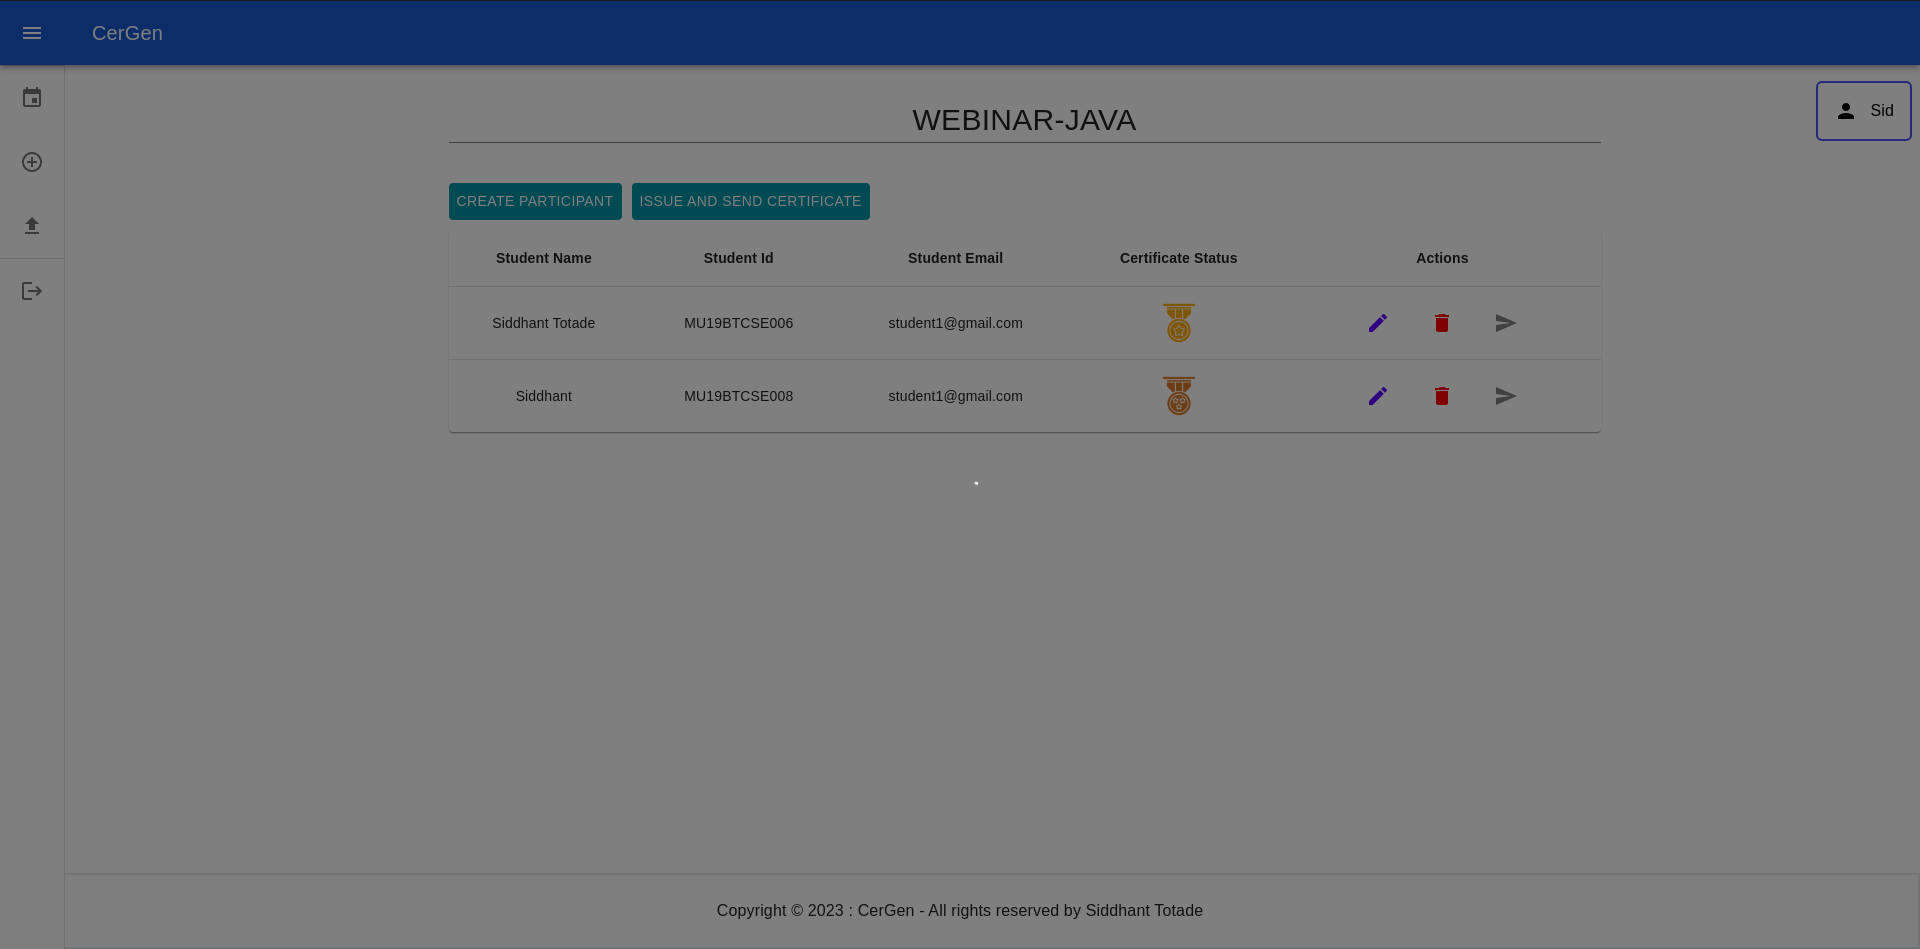 CerGen
Sid
WEBINAR-JAVA
CREATE PARTICIPANT ISSUE AND SEND CERTIFICATE
Student Name Student Id Student Email Certificate Status Actions
Siddhant Totade MU19BTCSE006 student1@gmail.com
Siddhant MU19BTCSE008 student1@gmail.com
Copyright © 2023 : CerGen - All rights reserved by Siddhant Totade